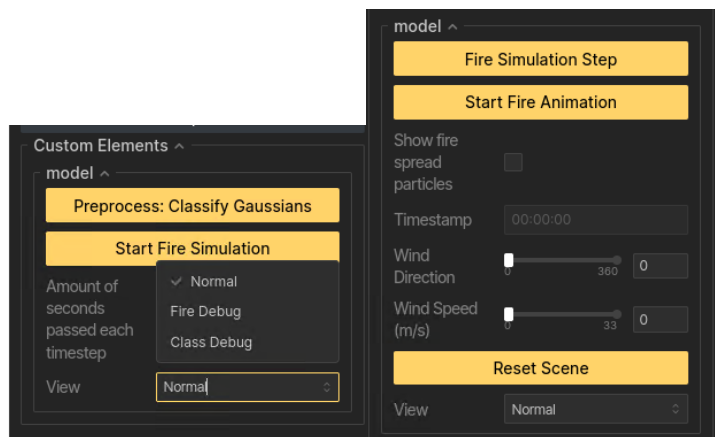 Custom Elements
model
Preprocess: Classify Gaussians
Start Fire Simulation
Amount of
seconds
passed each
timestep
Normal
Fire Debug
Class Debug
View
Normal
model
Fire Simulation Step
Start Fire Animation
Show fire
spread
particles
Timestamp
00:00:00
Wind
Direction
0
360
0
Wind Speed
(m/s)
0
33
0
Reset Scene
View
Normal